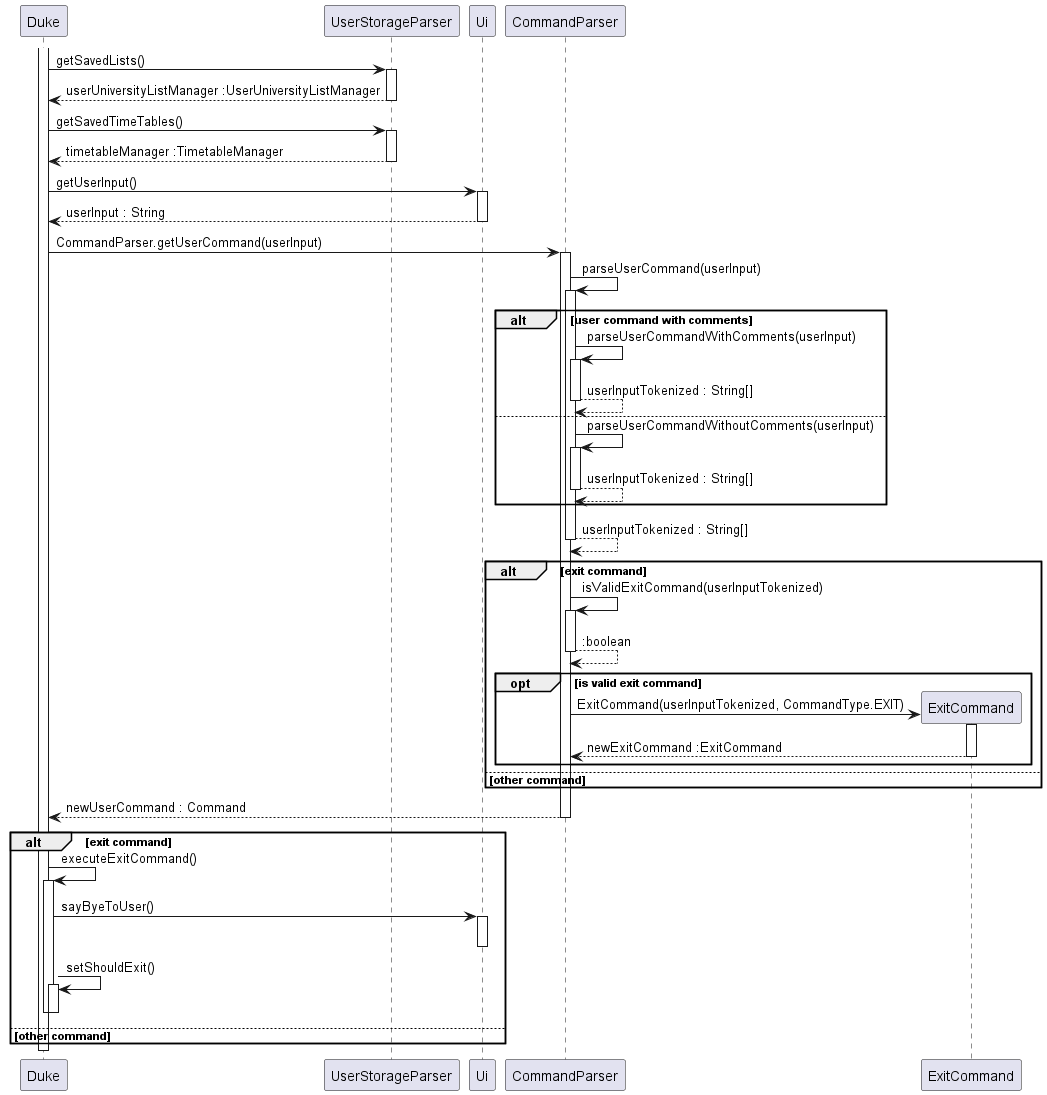 Duke UserStorageParser Ui CommandParser
getSavedLists()
userUniversityListManager :UserUniversityListManager
getSavedTimeTables()
timetableManager :TimetableManager
getUserInput()
userInput : String
CommandParser.getUserCommand(userInput)
parseUserCommand(userInput)
alt [user command with comments]
parseUserCommandWithComments(userInput)
userInputTokenized : String[]
parseUserCommandWithoutComments(userInput)
userInputTokenized : String[]
userInputTokenized : String[]
alt [exit command]
isValidExitCommand(userInputTokenized)
:boolean
opt [is valid exit command]
ExitCommand(userInputTokenized, CommandType.EXIT) ExitCommand
newExitCommand :ExitCommand
[other command]
newUserCommand : Command
alt [exit command]
executeExitCommand()
sayByeToUser()
setShouldExit()
[other command]
Duke UserStorageParser Ui CommandParser ExitCommand